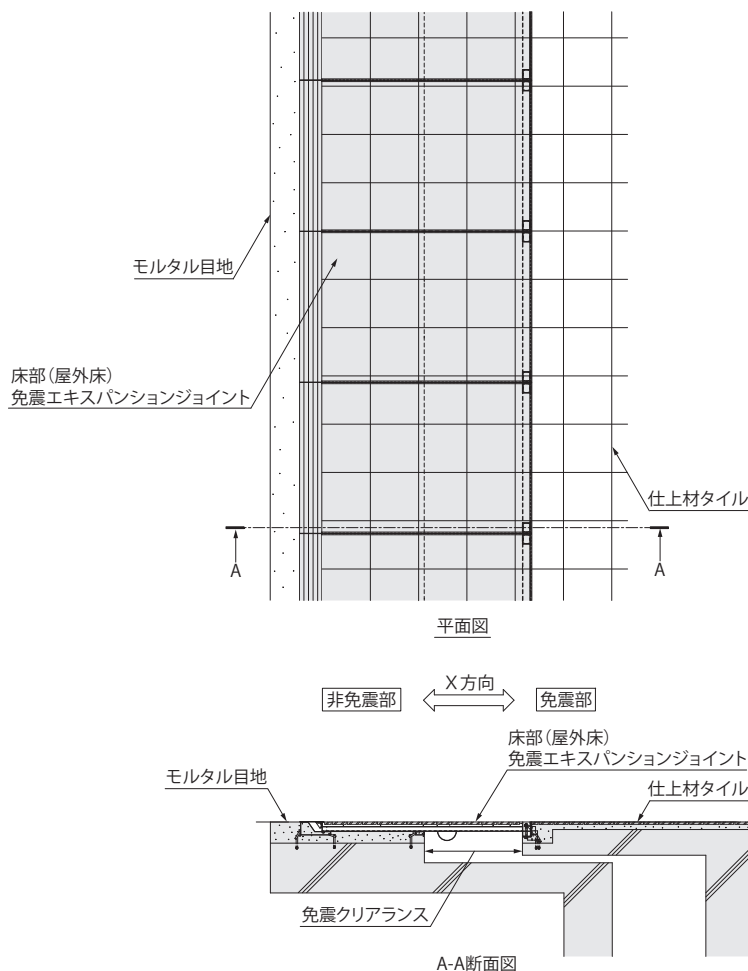 モルタル目地
床部(屋外床)
免震エキスパンションジョイント
仕上材タイル
A
A
平面図
非免震部
X方向
免震部
床部(屋外床)
免震エキスパンションジョイント
モルタル目地
仕上材タイル
免震クリアランス
A-A断面図